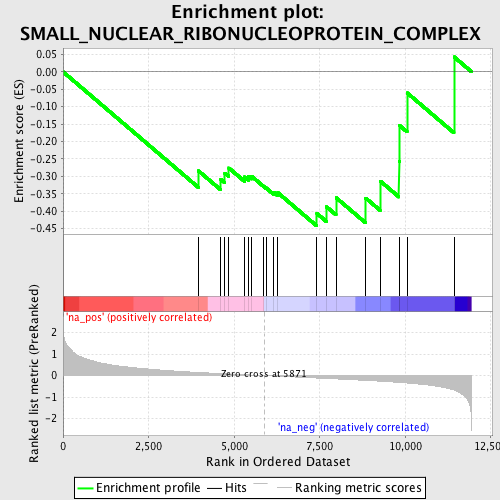 Enrichment plot:
SMALL_NUCLEAR_RIBONUCLEOPROTEIN_COMPLEX
Enrichment score (ES)
0.05
0.00
-0.05
-0.10
-0.15
-0.20
-0.25
-0.30
-0.35
-0.40
-0.45
'na_pos' (positively correlated)
Ranked list metric (PreRanked)
2
1
0
-1
-2
Zero cross at 5871
'na_neg' (negatively correlated)
0
2,500
5,000
7,500
10,000
12,500
Rank in Ordered Dataset
Enrichment profile
Hits
Ranking metric scores